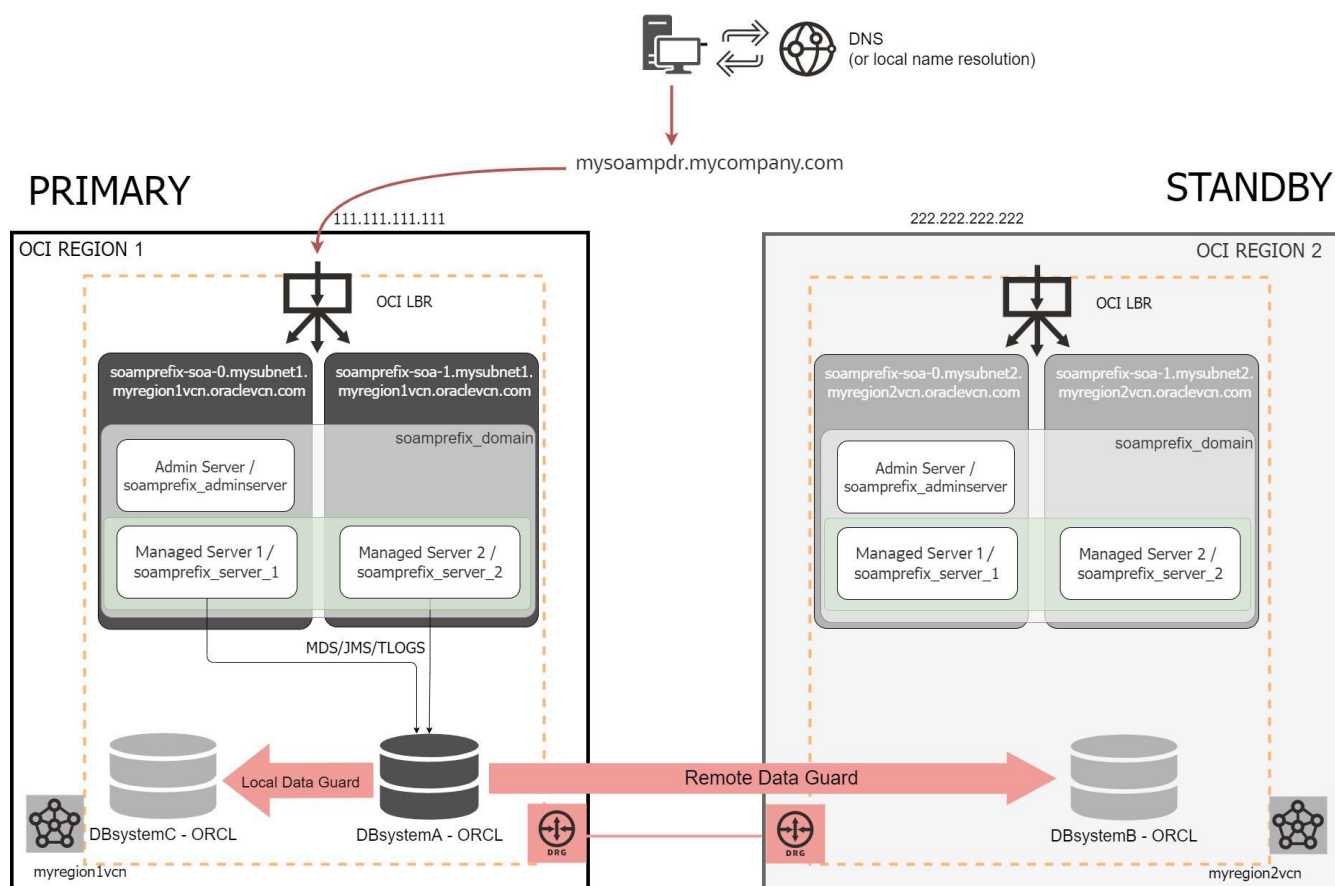 DNS
(or local name resolution)
mysoampdr.mycompany.com
PRIMARY
STANDBY
111.111.111.111
222.222.222.222
OCI REGION 1
OCI REGION 2
OCI LBR
OCI LBR
soamprefix-soa-0.mysubnet1.
myregion1vcn.oraclevcn.com
soamprefix-soa-1.mysubnet1.
myregion1vcn.oraclevcn.com
soamprefix-soa-0.mysubnet2.
myregion2vcn.oraclevcn.com
soamprefix-soa-1.mysubnet2.
myregion2vcn.oraclevcn.com
soamprefix_domain
soamprefix_domain
Admin Server /
soamprefix_adminserver
Admin Server /
soamprefix_adminserver
Managed Server 1 /
soamprefix_server_1
Managed Server 2 /
soamprefix_server_2
Managed Server 1 /
soamprefix_server_1
Managed Server 2 /
soamprefix_server_2
MDS/JMS/TLOGS
Local Data Guard
Remote Data Guard
DBsystemC - ORCL
DBsystemA - ORCL
DRG
DRG
DBsystemB - ORCL
myregion1vcn
myregion2vcn